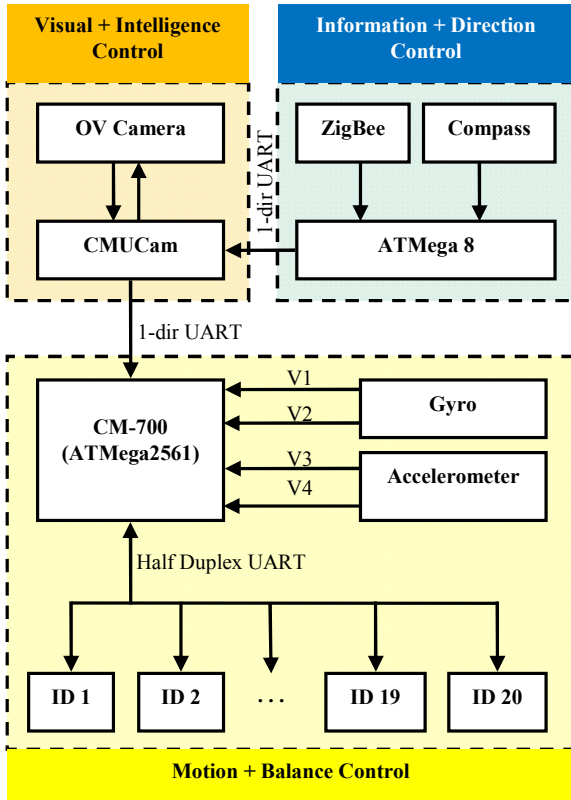 Visual + Intelligence
Control
Information + Direction
Control
OV Camera
CMUCam
1-dir UART
ZigBee
Compass
ATMega 8
1-dir UART
CM-700
(ATMega2561)
V1
V2
V3
V4
Gyro
Accelerometer
Half Duplex UART
ID 1
ID 2
...
ID 19
ID 20
Motion + Balance Control